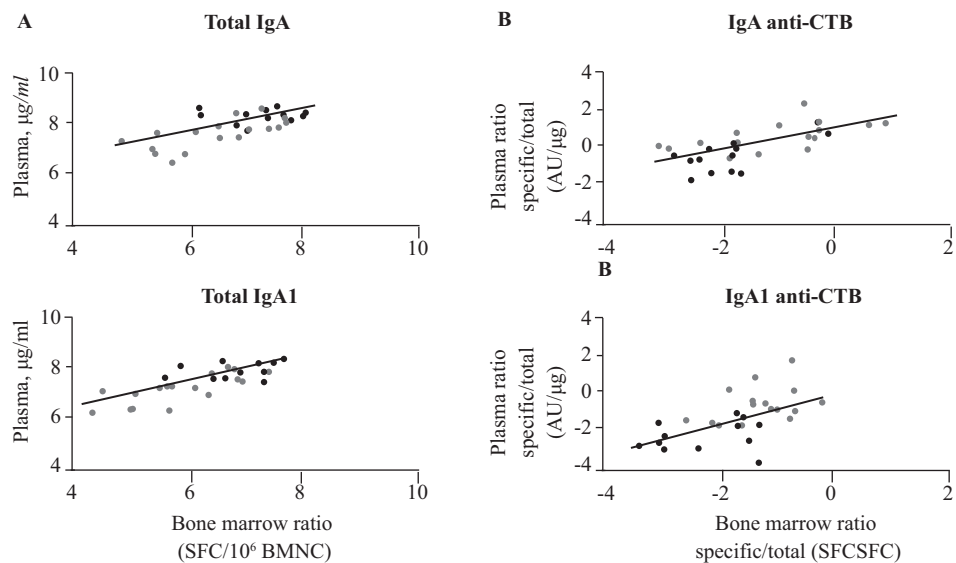 A
Total IgA
Plasma, µg/ml
10
8
6
4
4
6
8
10
Total IgA1
Plasma, µg/ml
10
8
6
4
4
6
8
10
Bone marrow ratio
(SFC/10⁶ BMNC)
B
IgA anti-CTB
Plasma ratio
specific/total
(AU/µg)
4
2
0
-2
-4
-4
-2
0
2
B
IgA1 anti-CTB
Plasma ratio
specific/total
(AU/µg)
4
2
0
-2
-4
-4
-2
0
2
Bone marrow ratio
specific/total (SFCSFC)